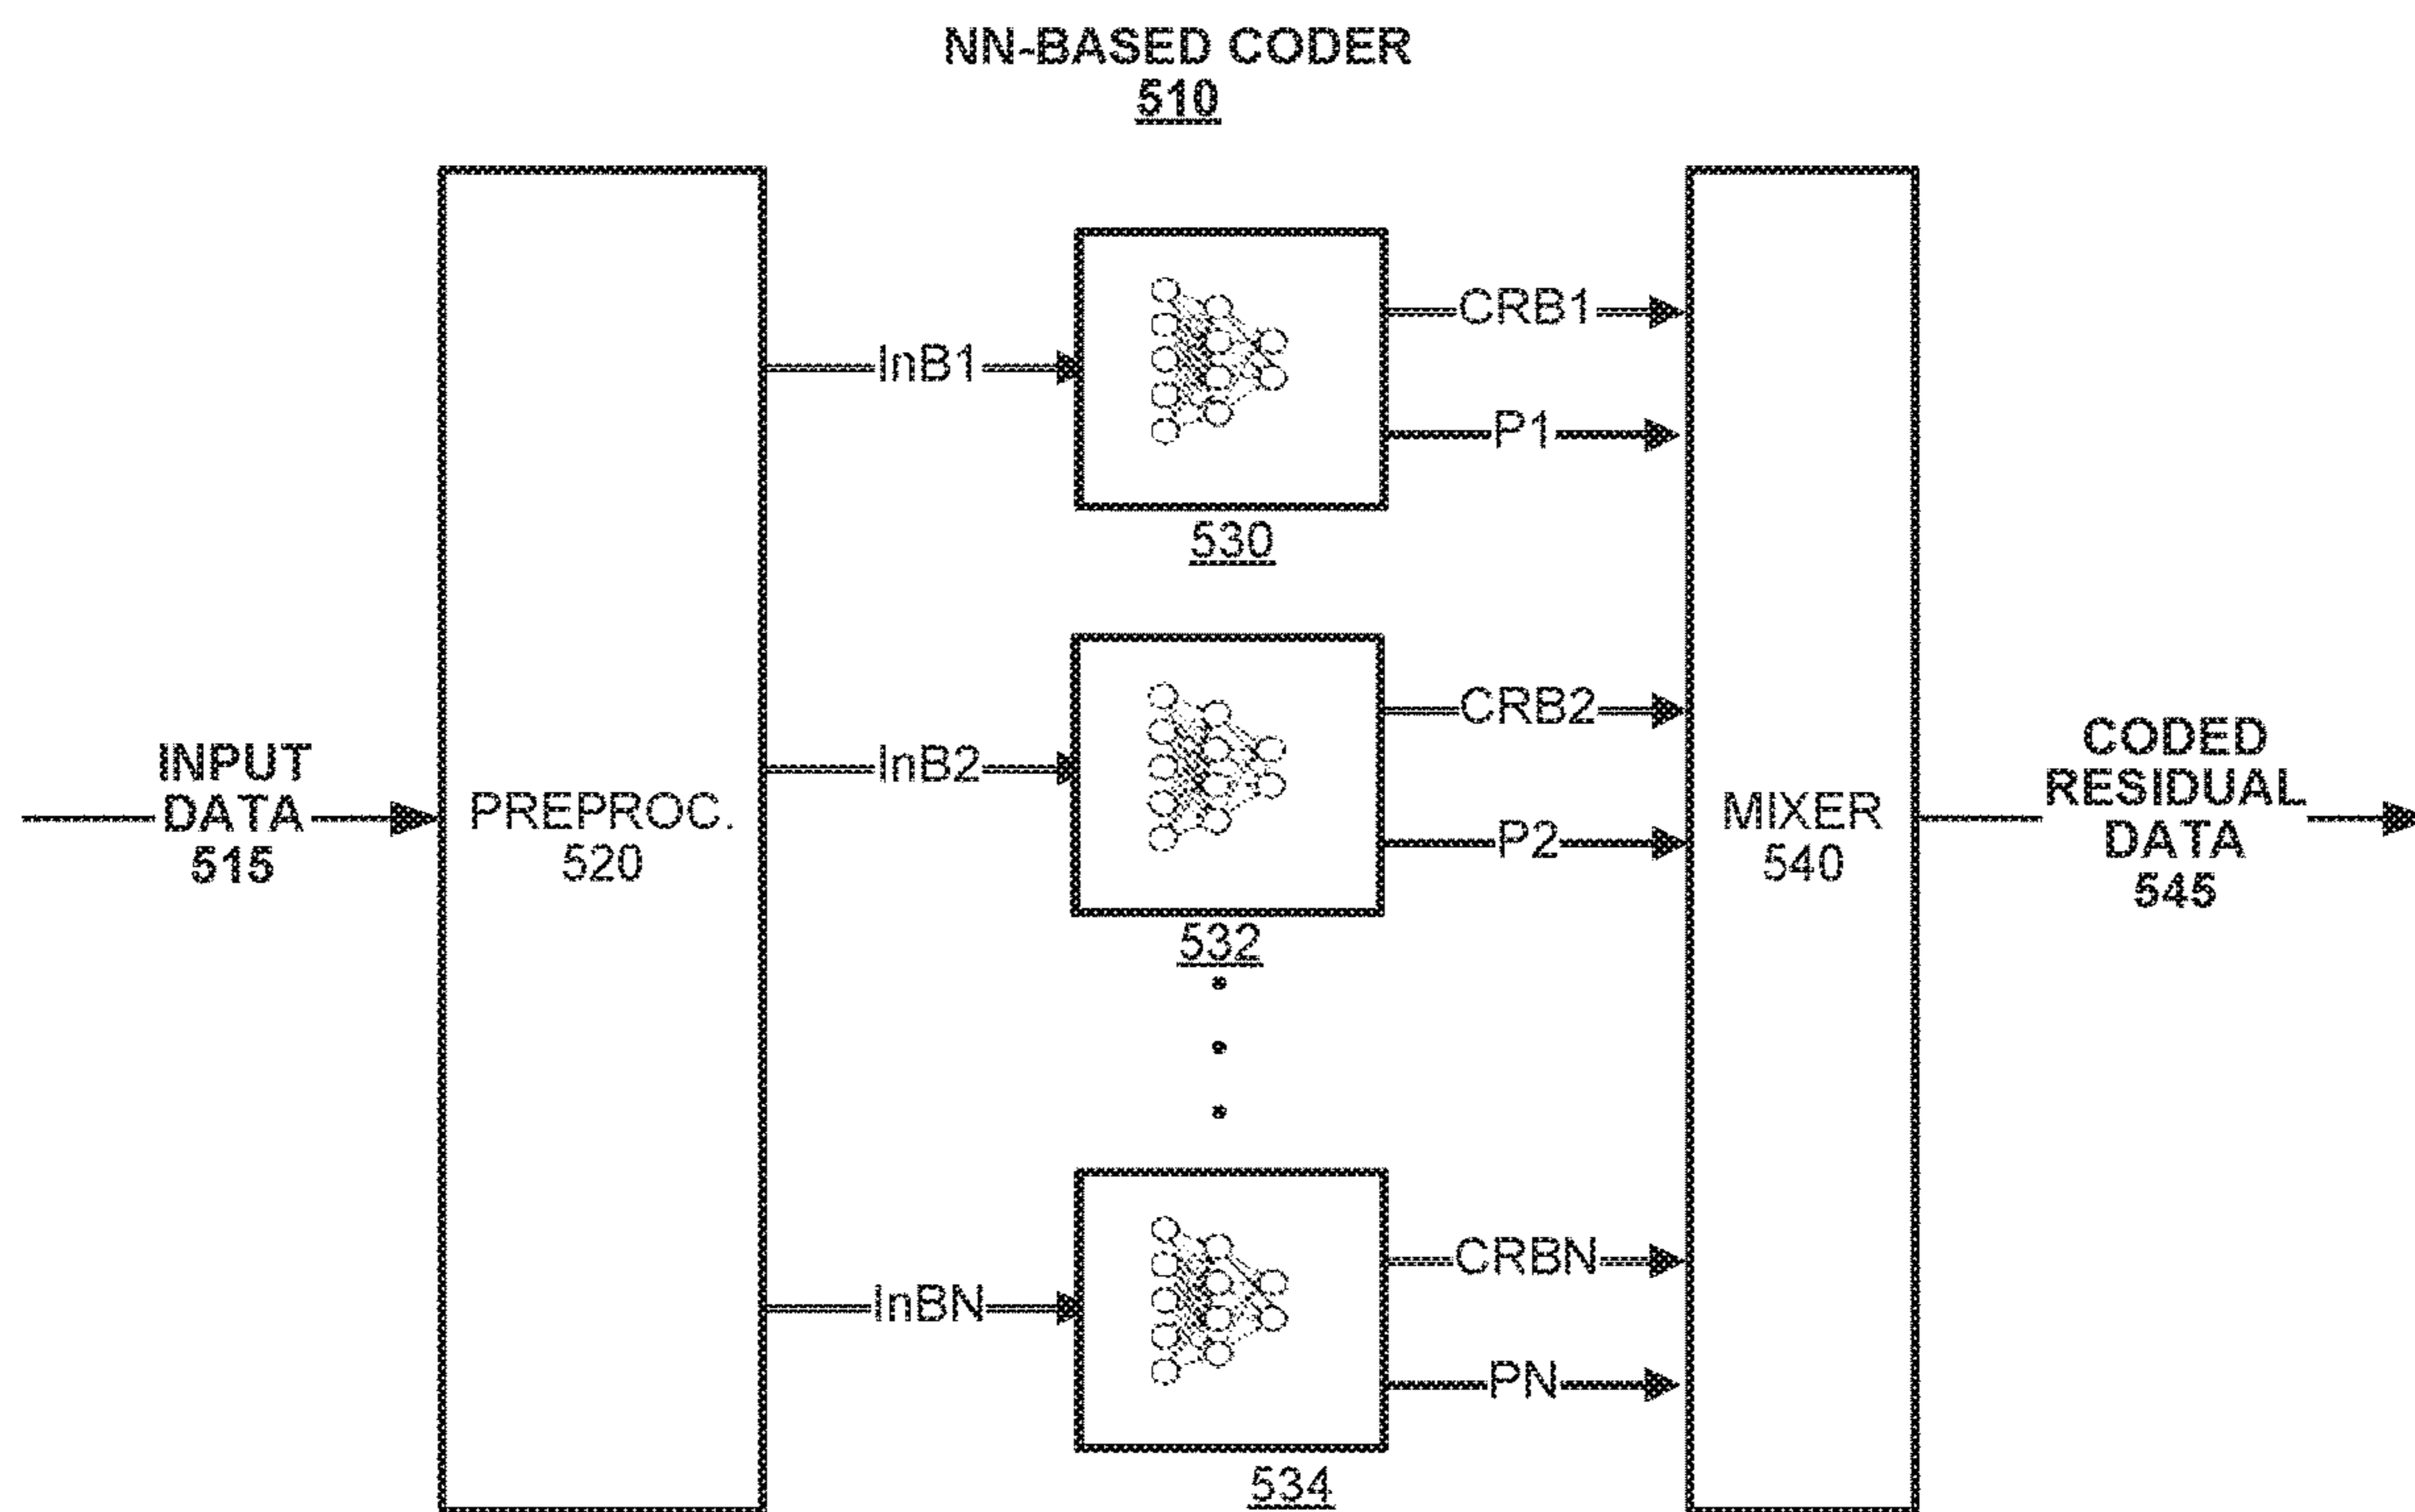 NN-BASED CODER
510
InB1
CRB1
P1
530
INPUT
DATA
515
PREPROC.
520
InB2
CRB2
P2
532
MIXER
540
CODED
RESIDUAL
DATA
545
InBN
CRBN
PN
534